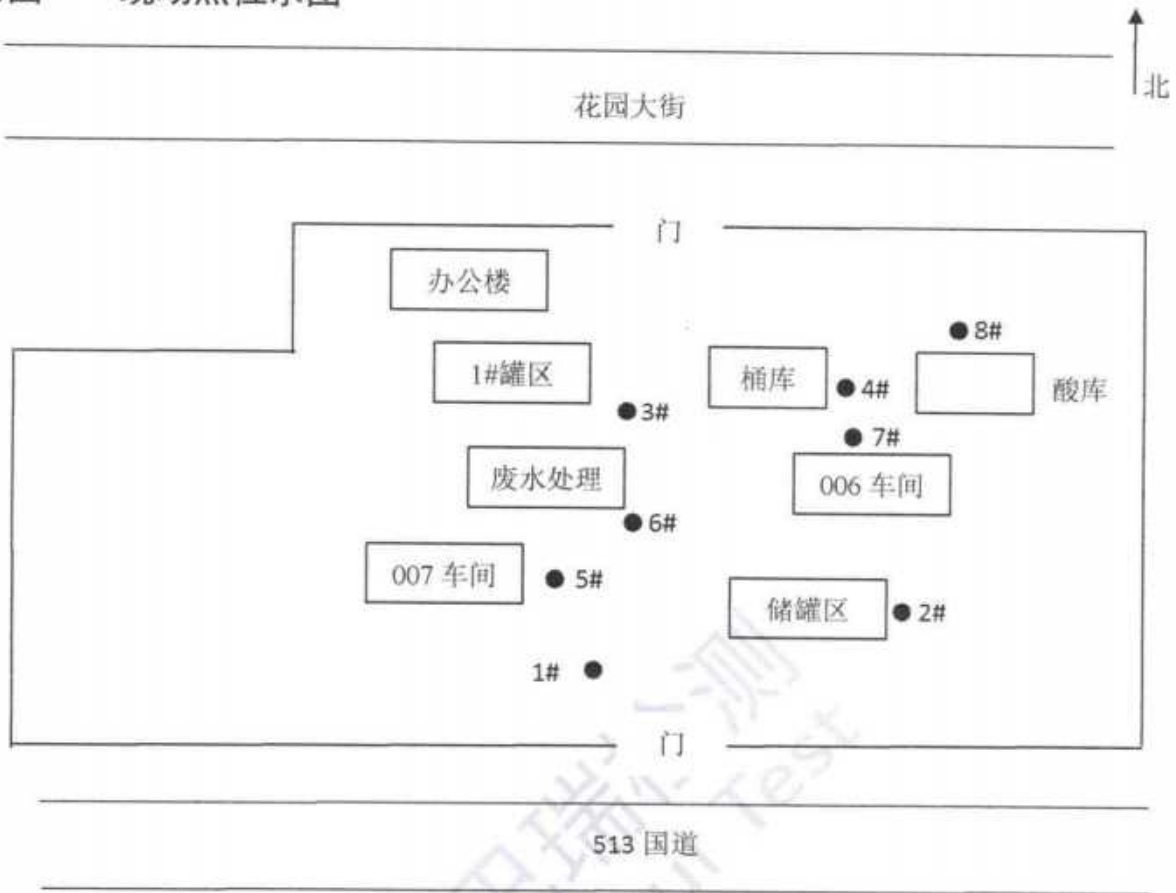 花园大街
北
门
办公楼
8#
1#罐区
桶库
4#
酸库
3#
7#
废水处理
006 车间
6#
007 车间
5#
储罐区
2#
1#
门
513 国道